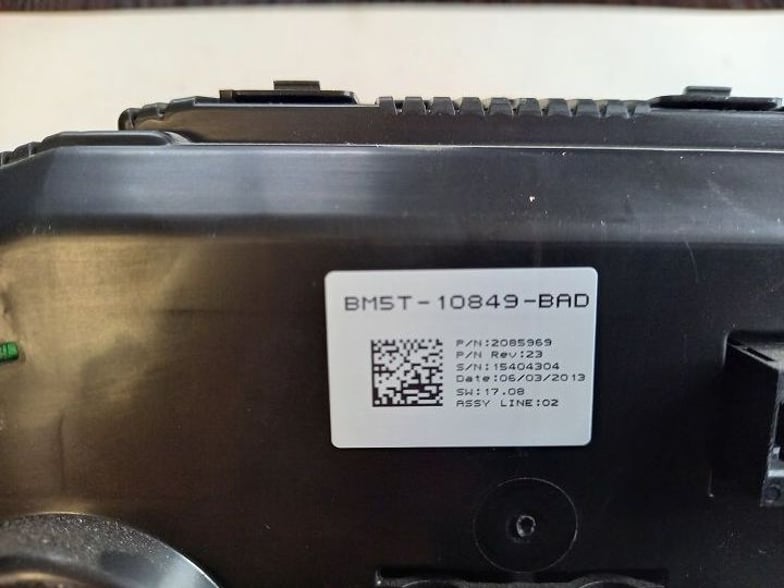 BM5T-10849-BAD
P/N:2085969
P/N Rev:23
S/N:15404304
Date:06/03/2013
SW:17.08
ASSY LINE:02